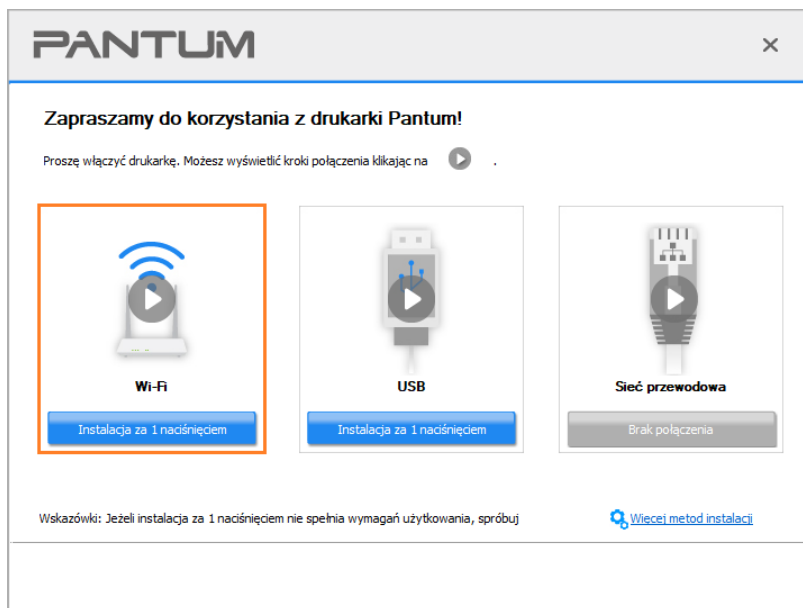 PANTUM
Zapraszamy do korzystania z drukarki Pantum!
Proszę włączyć drukarkę. Możesz wyświetlić kroki połączenia klikając na .
Wi-Fi
Instalacja za 1 naciśnięciem
USB
Instalacja za 1 naciśnięciem
Sieć przewodowa
Brak połączenia
Wskazówki: Jeżeli instalacja za 1 naciśnięciem nie spełnia wymagań użytkowania, spróbuj Więcej metod instalacji